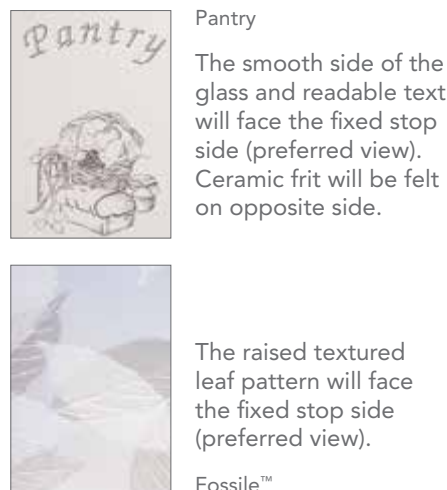 Pantry
Pantry
The smooth side of the
glass and readable text
will face the fixed stop
side (preferred view).
Ceramic frit will be felt
on opposite side.
The raised textured
leaf pattern will face
the fixed stop side
(preferred view).
Fossile™